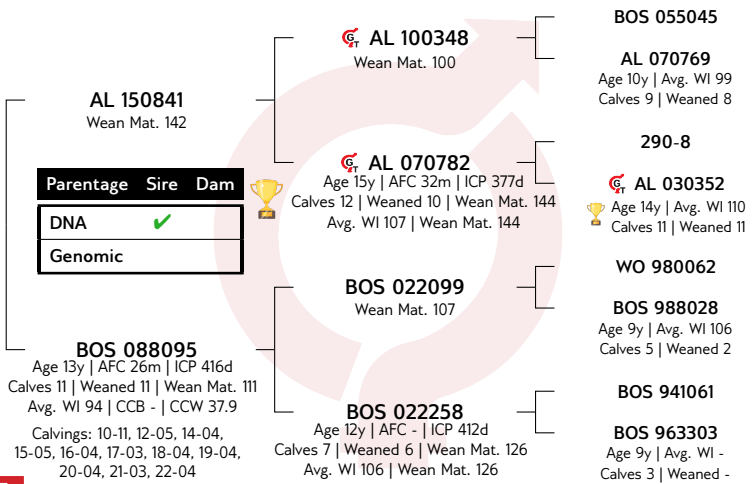 AL 150841
Wean Mat. 142
Parentage Sire Dam
DNA ✔
Genomic
BOS 088095
Age 13y | AFC 26m | ICP 416d
Calves 11 | Weaned 11 | Wean Mat. 111
Avg. WI 94 | CCB - | CCW 37.9
Calvings: 10-11, 12-05, 14-04,
15-05, 16-04, 17-03, 18-04, 19-04,
20-04, 21-03, 22-04
GT AL 100348
Wean Mat. 100
GT AL 070782
Age 15y | AFC 32m | ICP 377d
Calves 12 | Weaned 10 | Wean Mat. 144
Avg. WI 107 | Wean Mat. 144
BOS 022099
Wean Mat. 107
BOS 022258
Age 12y | AFC - | ICP 412d
Calves 7 | Weaned 6 | Wean Mat. 126
Avg. WI 106 | Wean Mat. 126
BOS 055045
AL 070769
Age 10y | Avg. WI 99
Calves 9 | Weaned 8
290-8
GT AL 030352
Age 14y | Avg. WI 110
Calves 11 | Weaned 11
WO 980062
BOS 988028
Age 9y | Avg. WI 106
Calves 5 | Weaned 2
BOS 941061
BOS 963303
Age 9y | Avg. WI -
Calves 3 | Weaned -